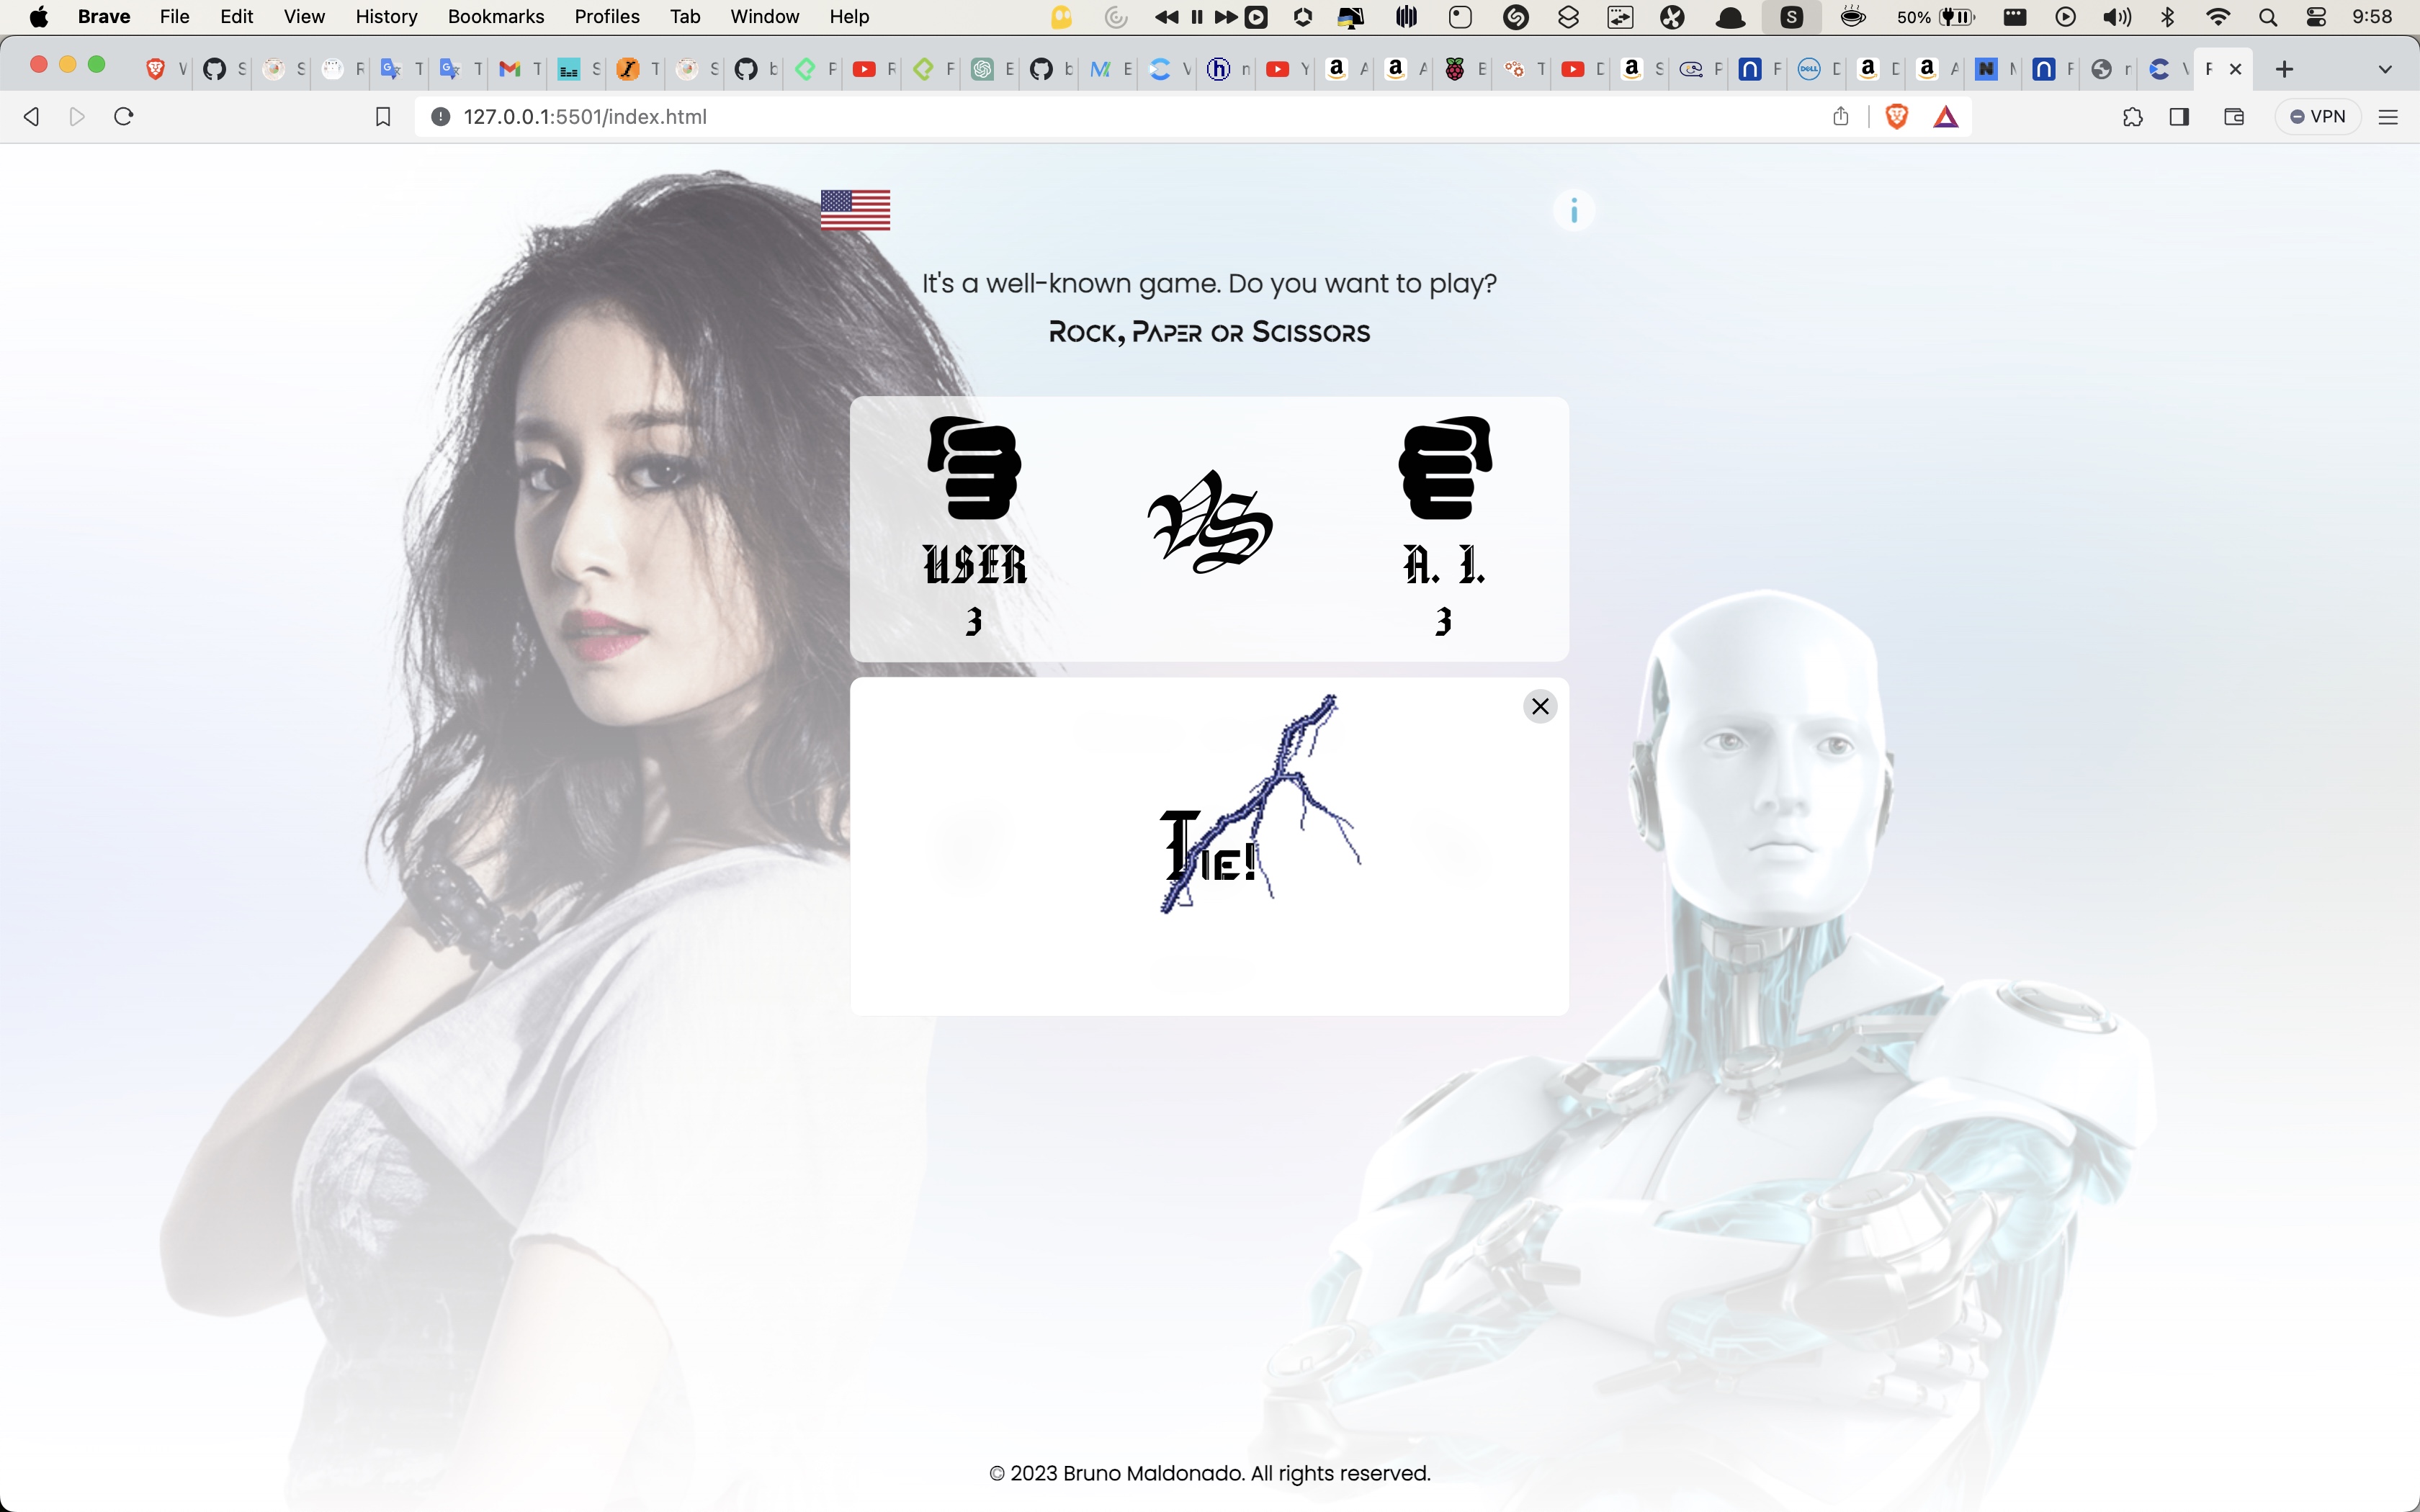 Brave File Edit View History Bookmarks Profiles Tab Window Help 50% 9:58
127.0.0.1:5501/index.html
VPN
It's a well-known game. Do you want to play?
Rock, Paper or Scissors
USER VS A. I.
3 3
Tie!
© 2023 Bruno Maldonado. All rights reserved.